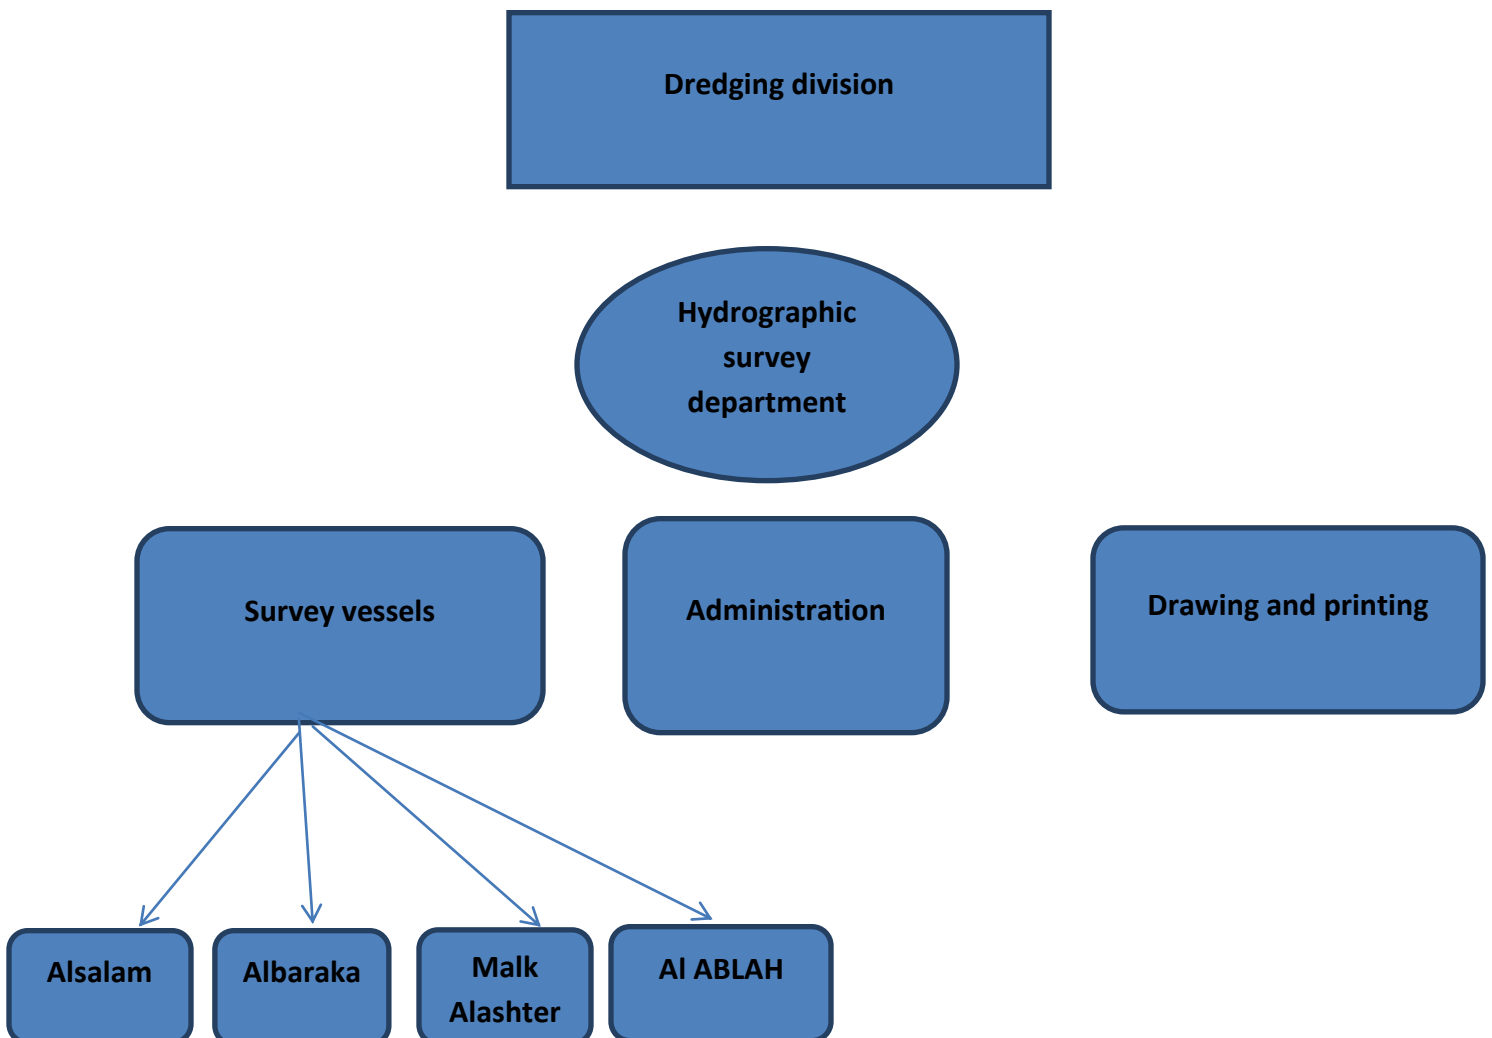 Dredging division
Hydrographic
survey
department
Survey vessels
Administration
Drawing and printing
Alsalam
Albaraka
Malk
Alashter
Al ABLAH